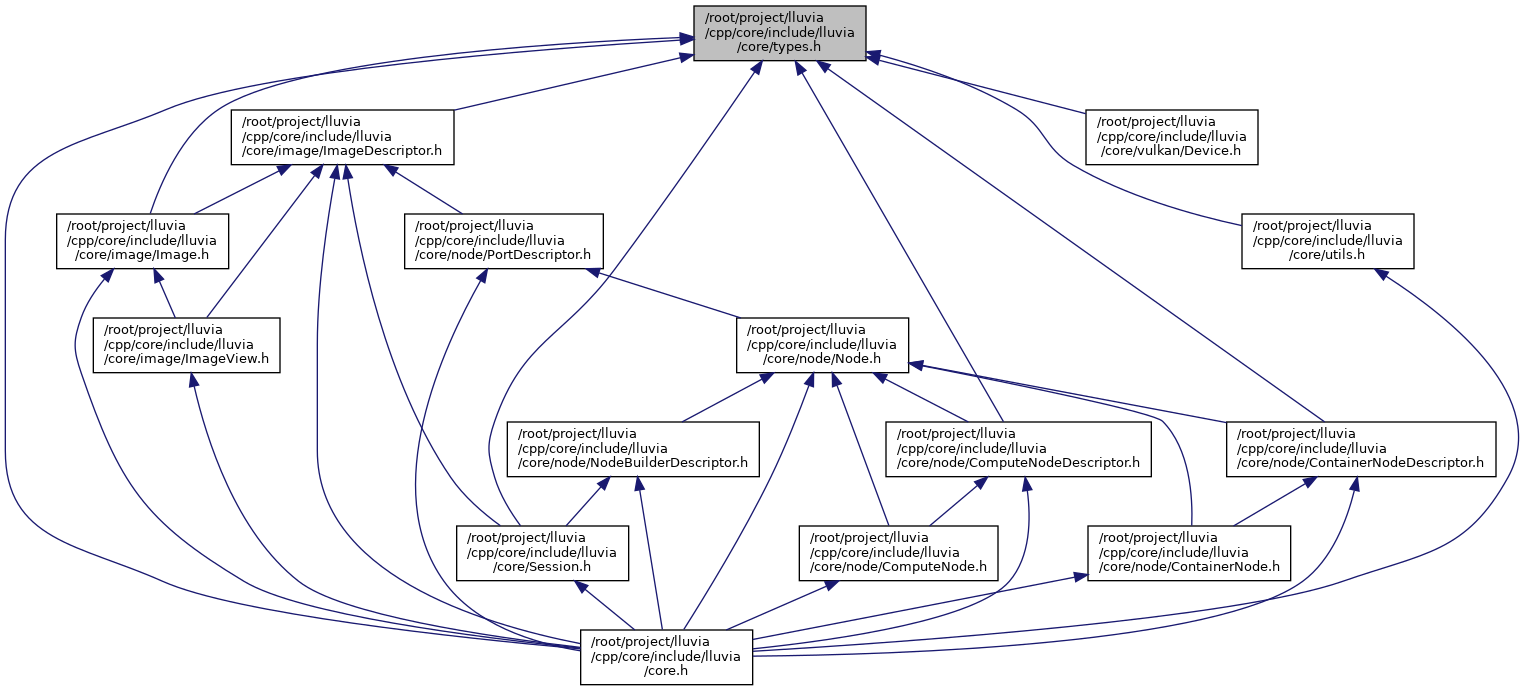 /root/project/lluvia
/cpp/core/include/lluvia
/core/types.h
/root/project/lluvia
/cpp/core/include/lluvia
/core/image/ImageDescriptor.h
/root/project/lluvia
/cpp/core/include/lluvia
/core/vulkan/Device.h
/root/project/lluvia
/cpp/core/include/lluvia
/core/image/Image.h
/root/project/lluvia
/cpp/core/include/lluvia
/core/node/PortDescriptor.h
/root/project/lluvia
/cpp/core/include/lluvia
/core/utils.h
/root/project/lluvia
/cpp/core/include/lluvia
/core/image/ImageView.h
/root/project/lluvia
/cpp/core/include/lluvia
/core/node/Node.h
/root/project/lluvia
/cpp/core/include/lluvia
/core/node/NodeBuilderDescriptor.h
/root/project/lluvia
/cpp/core/include/lluvia
/core/node/ComputeNodeDescriptor.h
/root/project/lluvia
/cpp/core/include/lluvia
/core/node/ContainerNodeDescriptor.h
/root/project/lluvia
/cpp/core/include/lluvia
/core/Session.h
/root/project/lluvia
/cpp/core/include/lluvia
/core/node/ComputeNode.h
/root/project/lluvia
/cpp/core/include/lluvia
/core/node/ContainerNode.h
/root/project/lluvia
/cpp/core/include/lluvia
/core.h